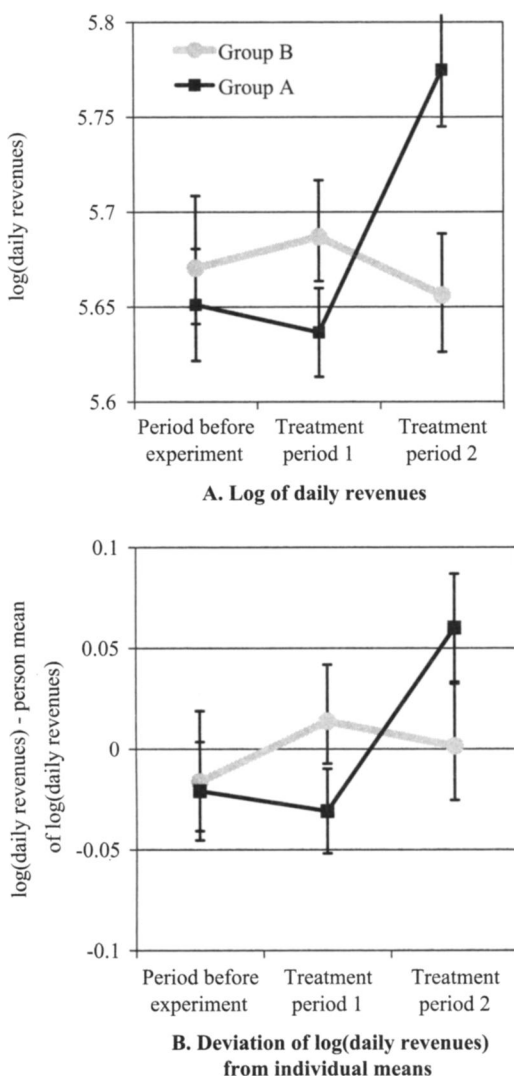 5.8
Group B
Group A
5.75
5.7
5.65
5.6
log(daily revenues)
Period before
experiment
Treatment
period 1
Treatment
period 2
A. Log of daily revenues
0.1
0.05
0
-0.05
-0.1
log(daily revenues) - person mean
of log(daily revenues)
Period before
experiment
Treatment
period 1
Treatment
period 2
B. Deviation of log(daily revenues)
from individual means